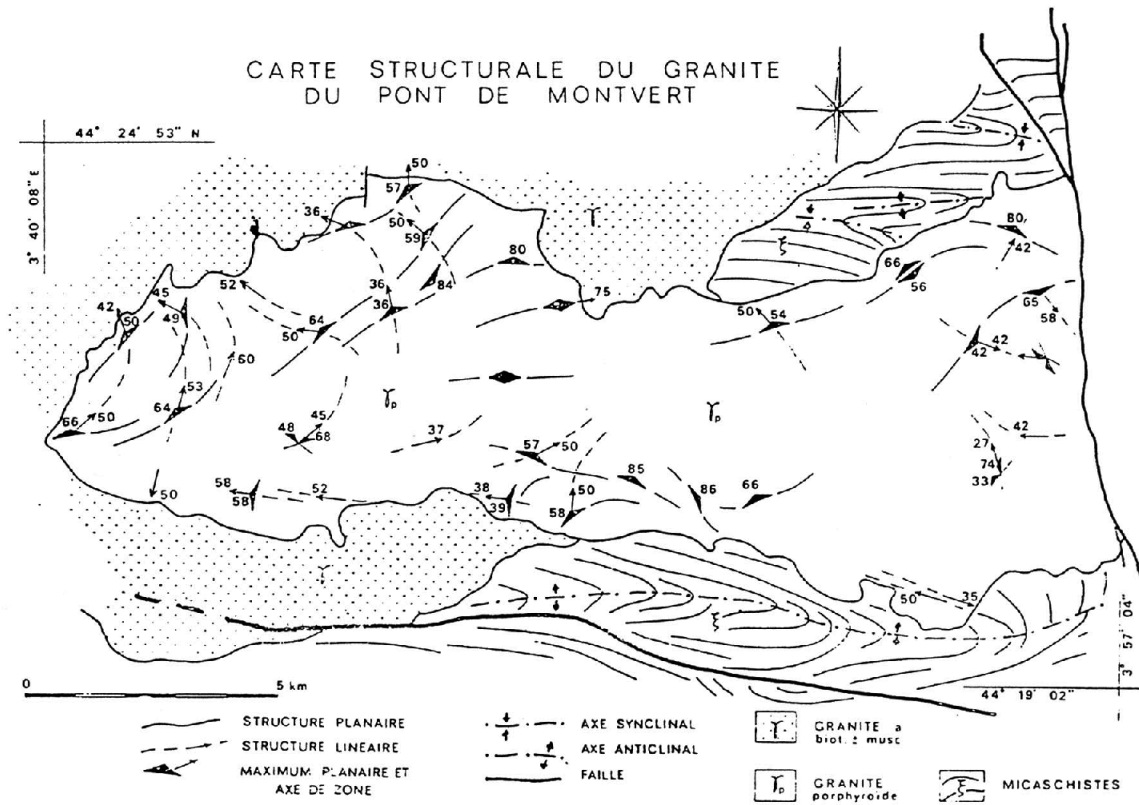 CARTE STRUCTURALE DU GRANITE
DU PONT DE MONTVERT
44° 24' 53" N
3° 40' 08" E
50
57
36
50
59
80
80
42
52
36
84
66
56
45
42
50
49
36
75
65
58
64
50
50
54
42
42
60
53
66
50
64
γp
γp
45
48
68
37
42
57
50
27
74
33
85
86
66
50
58
58
52
38
39
50
58
γ
ξ
γ
ξ
50
35
3° 57' 04"
44° 19' 02"
0 5 km
STRUCTURE PLANAIRE
STRUCTURE LINEAIRE
MAXIMUM PLANAIRE ET
AXE DE ZONE
AXE SYNCLINAL
AXE ANTICLINAL
FAILLE
γ GRANITE a
biot. ± musc
γp GRANITE
porphyroïde
ξ MICASCHISTES